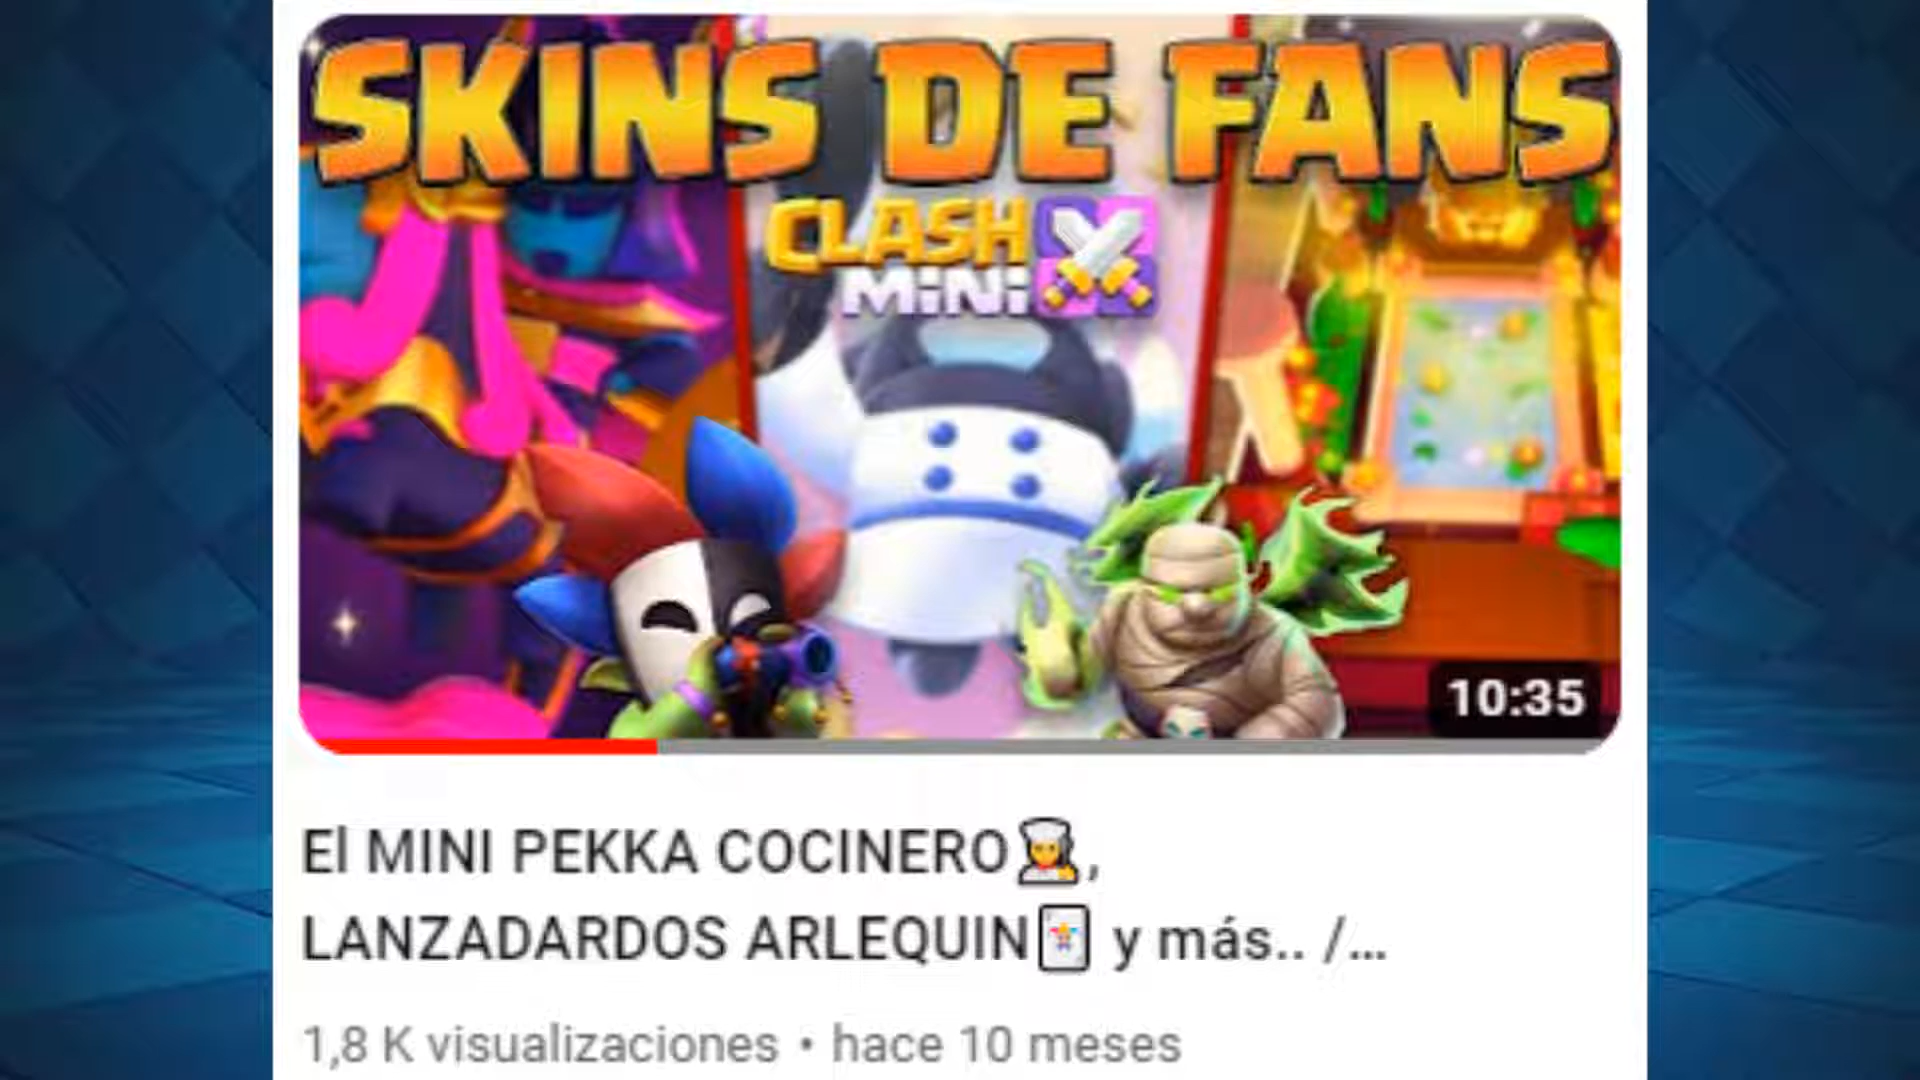 SKINS DE FANS
CLASH
MINI
10:35
El MINI PEKKA COCINERO👨‍🍳,
LANZADARDOS ARLEQUIN🃏 y más.. /...
1,8 K visualizaciones • hace 10 meses